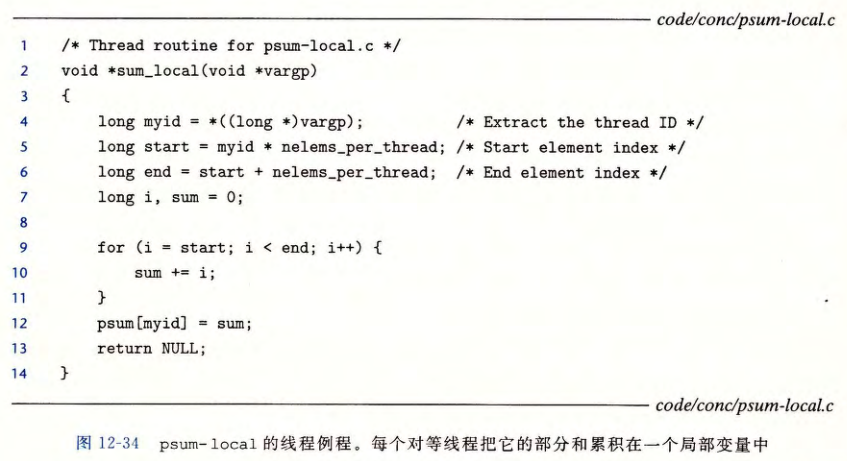 code/conc/psum-local.c
1 /* Thread routine for psum-local.c */
2 void *sum_local(void *vargp)
3 {
4 long myid = *((long *)vargp); /* Extract the thread ID */
5 long start = myid * nelems_per_thread; /* Start element index */
6 long end = start + nelems_per_thread; /* End element index */
7 long i, sum = 0;
8
9 for (i = start; i < end; i++) {
10 sum += i;
11 }
12 psum[myid] = sum;
13 return NULL;
14 }
code/conc/psum-local.c
图 12-34 psum-local 的线程例程。每个对等线程把它的部分和累积在一个局部变量中